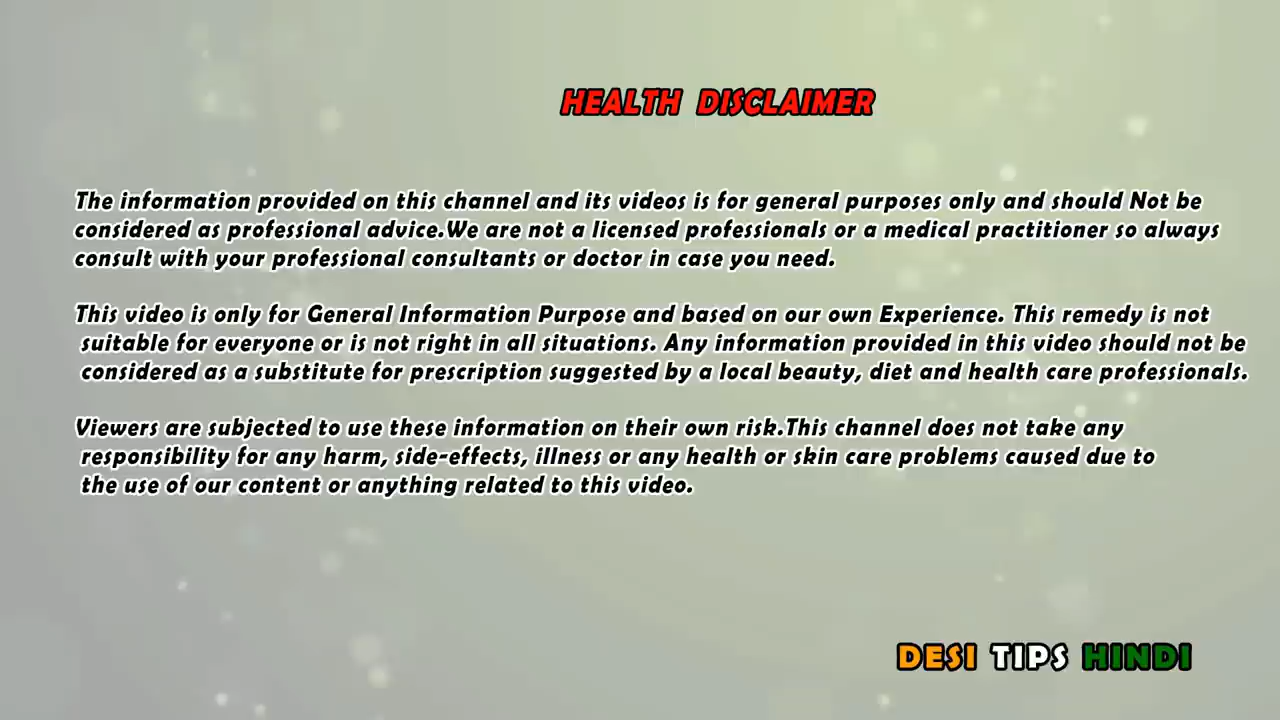 HEALTH DISCLAIMER
The information provided on this channel and its videos is for general purposes only and should Not be
considered as professional advice.We are not a licensed professionals or a medical practitioner so always
consult with your professional consultants or doctor in case you need.
This video is only for General Information Purpose and based on our own Experience. This remedy is not
suitable for everyone or is not right in all situations. Any information provided in this video should not be
considered as a substitute for prescription suggested by a local beauty, diet and health care professionals.
Viewers are subjected to use these information on their own risk.This channel does not take any
responsibility for any harm, side-effects, illness or any health or skin care problems caused due to
the use of our content or anything related to this video.
DESI TIPS HINDI